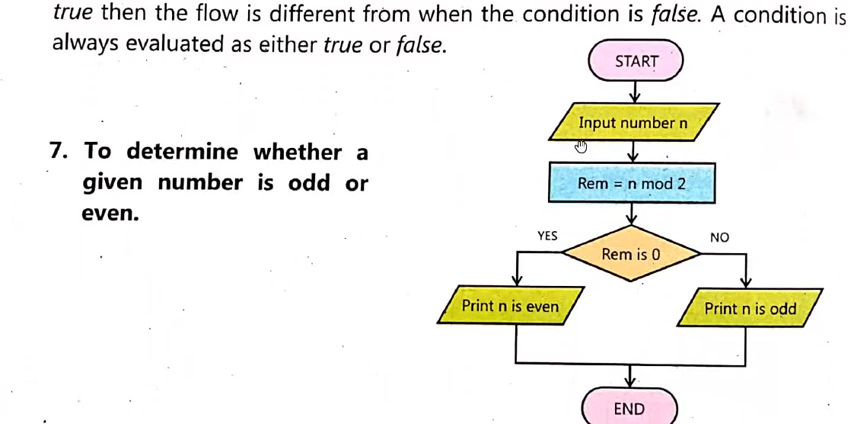 true then the flow is different from when the condition is false. A condition is
always evaluated as either true or false.
START
Input number n
7. To determine whether a
given number is odd or
even.
Rem = n mod 2
YES
NO
Rem is 0
Print n is even
Print n is odd
END